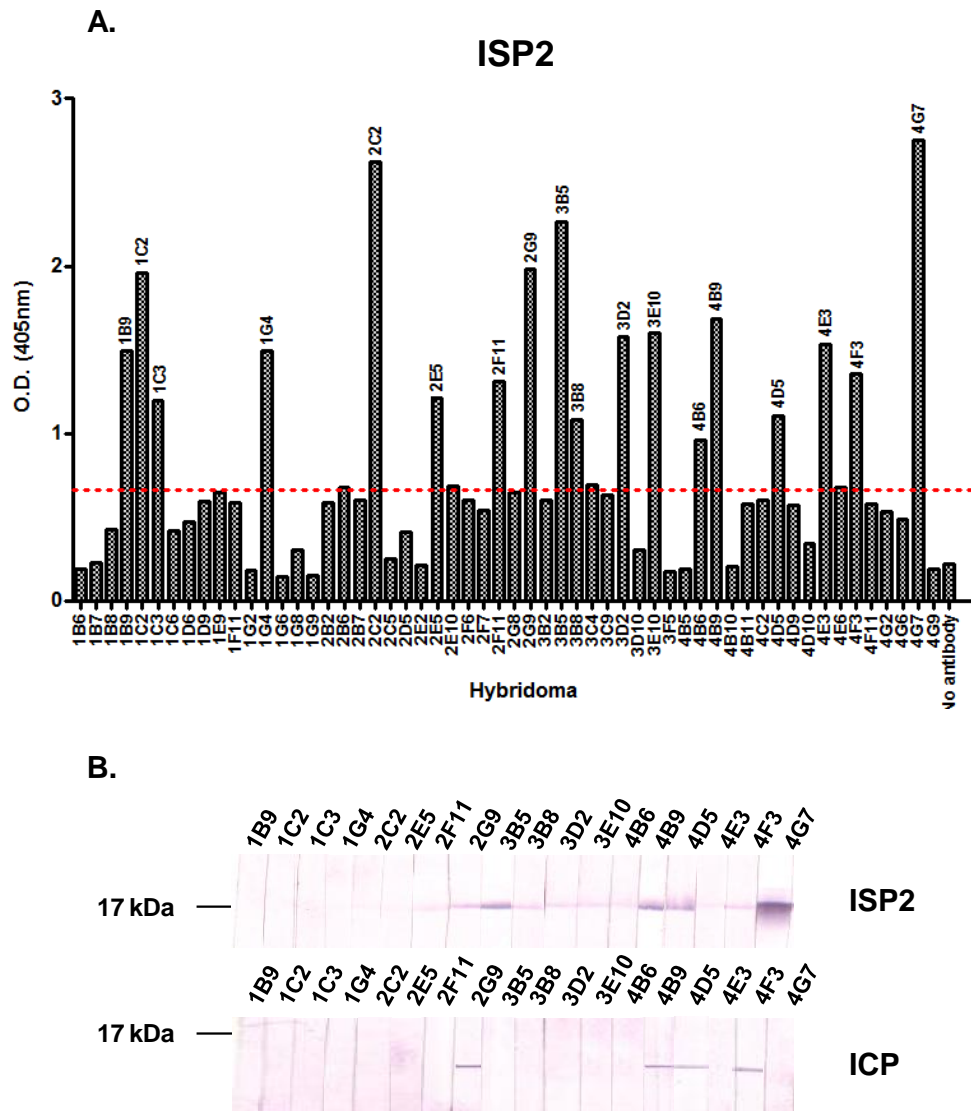 A.
ISP2
O.D. (405nm)
3
2
1
0
1B9
1C2
1C3
1G4
2C2
2E5
2F11
2G9
3B5
3B8
3D2
3E10
4B6
4B9
4D5
4E3
4F3
4G7
1B6 1B7 1B8 1B9 1C2 1C3 1C6 1D6 1D9 1E9 1F11 1G2 1G4 1G6 1G8 1G9 2B2 2B6 2B7 2C2 2C5 2D5 2E2 2E5 2E10 2F6 2F7 2F11 2G8 2G9 3B2 3B5 3B8 3C4 3C9 3D2 3D10 3E10 3F5 4B5 4B6 4B9 4B10 4B11 4C2 4D5 4D9 4D10 4E3 4E6 4F3 4F11 4G2 4G6 4G7 4G9 No antibody
Hybridoma
B.
1B9 1C2 1C3 1G4 2C2 2E5 2F11 2G9 3B5 3B8 3D2 3E10 4B6 4B9 4D5 4E3 4F3 4G7
17 kDa
ISP2
1B9 1C2 1C3 1G4 2C2 2E5 2F11 2G9 3B5 3B8 3D2 3E10 4B6 4B9 4D5 4E3 4F3 4G7
17 kDa
ICP